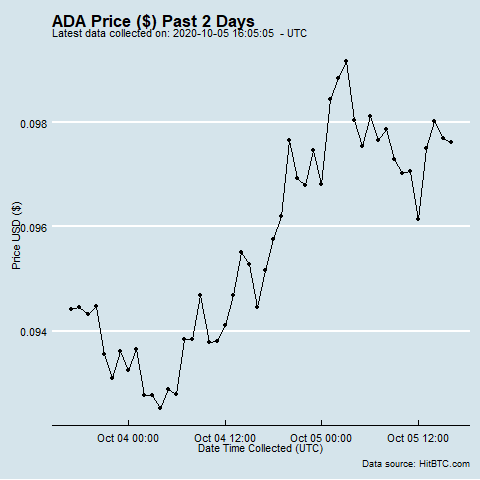 ADA Price ($) Past 2 Days
Latest data collected on: 2020-10-05 16:05:05 - UTC
Price USD ($)
0.098
0.096
0.094
Oct 04 00:00 Oct 04 12:00 Oct 05 00:00 Oct 05 12:00
Date Time Collected (UTC)
Data source: HitBTC.com